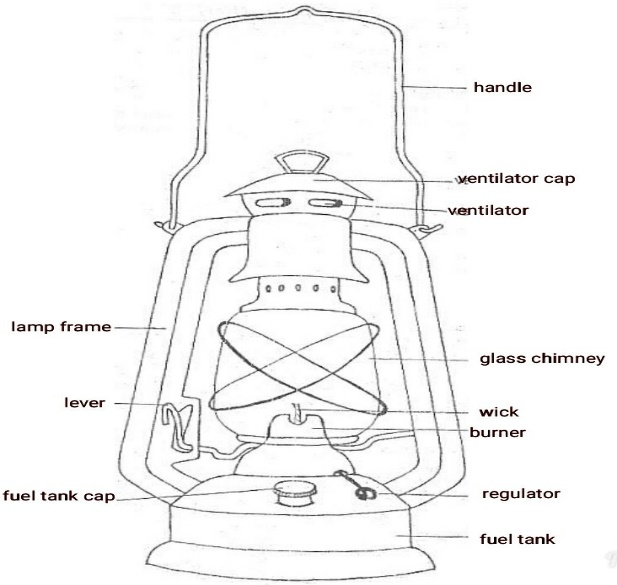 handle
ventilator cap
ventilator
lamp frame
glass chimney
lever
wick
burner
fuel tank cap
regulator
fuel tank